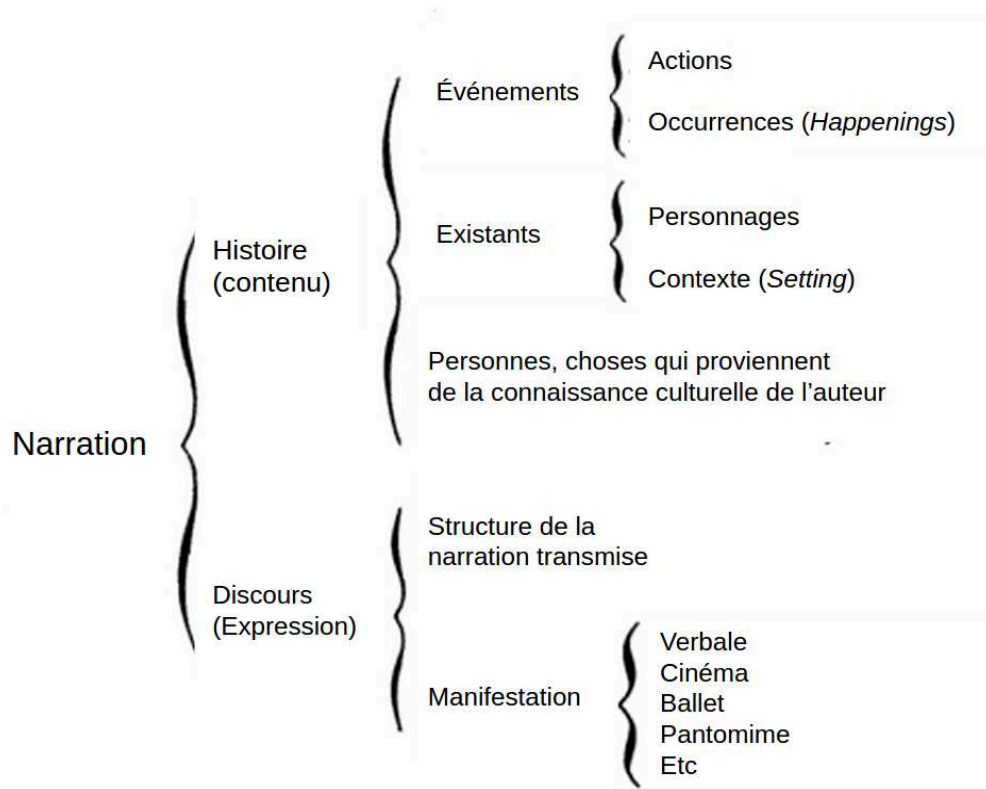 Narration
Histoire
(contenu)
Événements
Actions
Occurrences (Happenings)
Existants
Personnages
Contexte (Setting)
Personnes, choses qui proviennent
de la connaissance culturelle de l’auteur
Discours
(Expression)
Structure de la
narration transmise
Manifestation
Verbale
Cinéma
Ballet
Pantomime
Etc